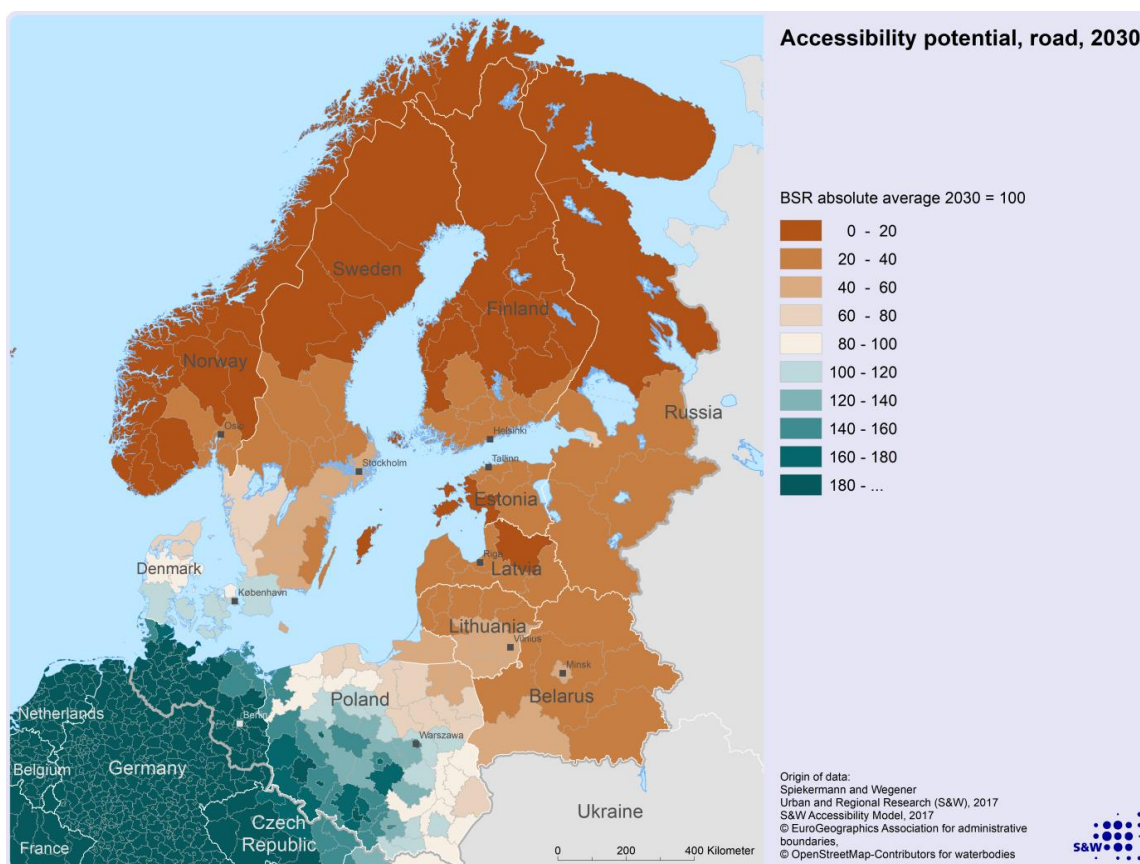 Accessibility potential, road, 2030
BSR absolute average 2030 = 100
0 - 20
20 - 40
40 - 60
60 - 80
80 - 100
100 - 120
120 - 140
140 - 160
160 - 180
180 - ...
Sweden
Finland
Norway
Oslo
Russia
Helsinki
Stockholm
Tallinn
Estonia
Riga
Latvia
Denmark
København
Lithuania
Vilnius
Minsk
Belarus
Poland
Netherlands
Berlin
Warszawa
Belgium
Germany
Ukraine
Czech
Republic
France
0 200 400 Kilometer
Origin of data:
Spiekermann and Wegener
Urban and Regional Research (S&W), 2017
S&W Accessibility Model, 2017
© EuroGeographics Association for administrative
boundaries,
© OpenStreetMap-Contributors for waterbodies
S&W